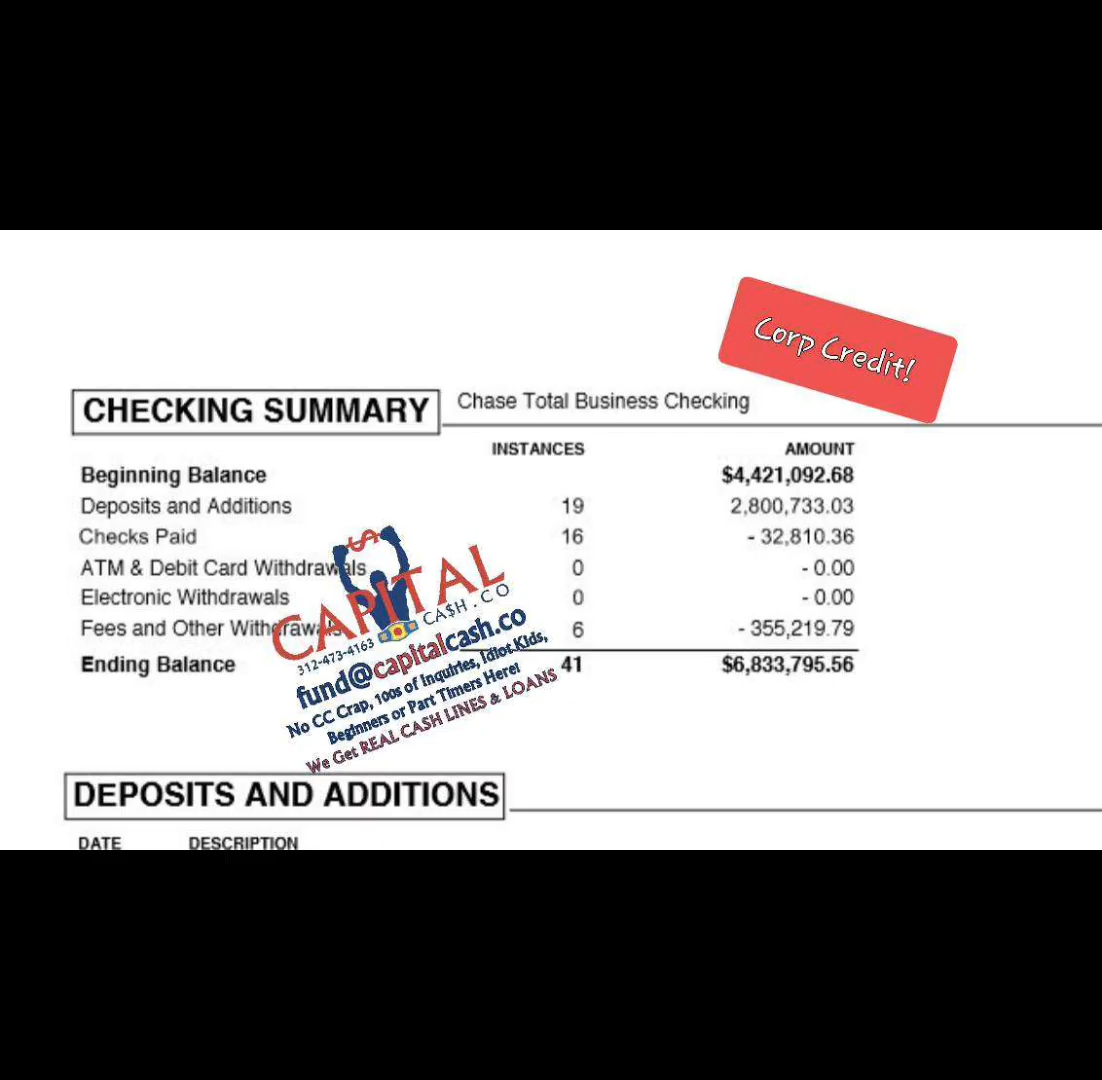 Corp Credit!
CHECKING SUMMARY Chase Total Business Checking
INSTANCES AMOUNT
Beginning Balance $4,421,092.68
Deposits and Additions 19 2,800,733.03
Checks Paid 16 - 32,810.36
ATM & Debit Card Withdrawals 0 - 0.00
Electronic Withdrawals 0 - 0.00
Fees and Other Withdrawals 6 - 355,219.79
Ending Balance 41 $6,833,795.56
$
CAPITAL
CA$H.CO
312-473-4163
fund@capitalcash.co
No CC Crap, 100s of Inquiries, Idiot Kids,
Beginners or Part Timers Here!
We Get REAL CASH LINES & LOANS
DEPOSITS AND ADDITIONS
DATE DESCRIPTION